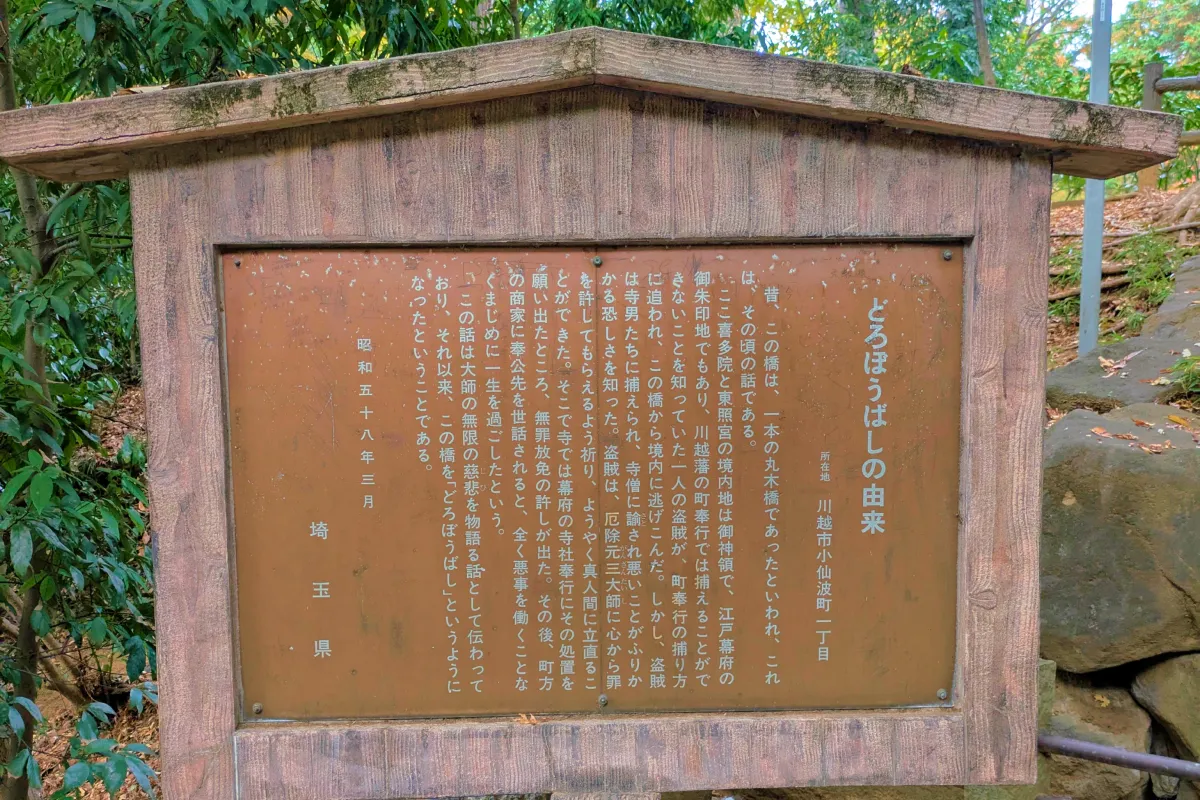 どろぼうばしの由来
所在地　川越市小仙波町一丁目
昔、この橋は、一本の丸木橋であったといわれ、これ
は、その頃の話である。
ここ喜多院と東照宮の境内地は御神領で、江戸幕府の
御朱印地でもあり、川越藩の町奉行では捕えることがで
きないことを知っていた一人の盗賊が、町奉行の捕り方
に追われ、この橋から境内に逃げこんだ。しかし、盗賊
は寺男たちに捕えられ、寺僧に諭され悪いことがふりか
かる恐しさを知った。盗賊は、厄除元三大師に心から罪
を許してもらえるよう祈り、ようやく真人間に立直るこ
とができた。そこで寺では幕府の寺社奉行にその処置を
願い出たところ、無罪放免の許しが出た。その後、町方
の商家に奉公先を世話されると、全く悪事を働くことな
くまじめに一生を過ごしたという。
この話は大師の無限の慈悲を物語る話として伝わって
おり、それ以来、この橋を「どろぼうばし」というように
なったということである。
昭和五十八年三月
埼玉県